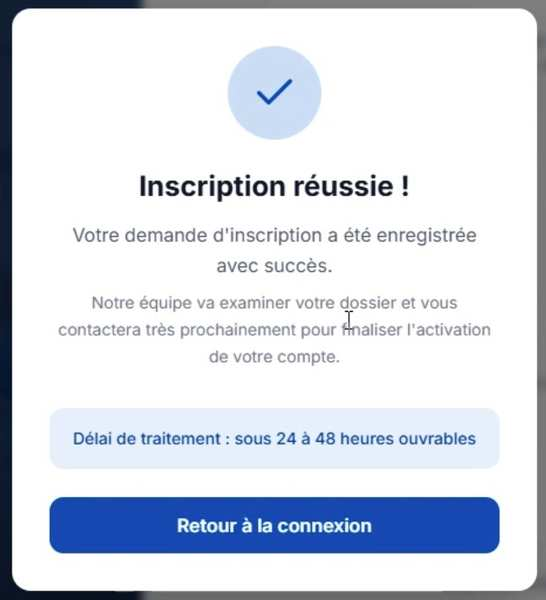 Inscription réussie !
Votre demande d'inscription a été enregistrée
avec succès.
Notre équipe va examiner votre dossier et vous
contactera très prochainement pour finaliser l'activation
de votre compte.
Délai de traitement : sous 24 à 48 heures ouvrables
Retour à la connexion